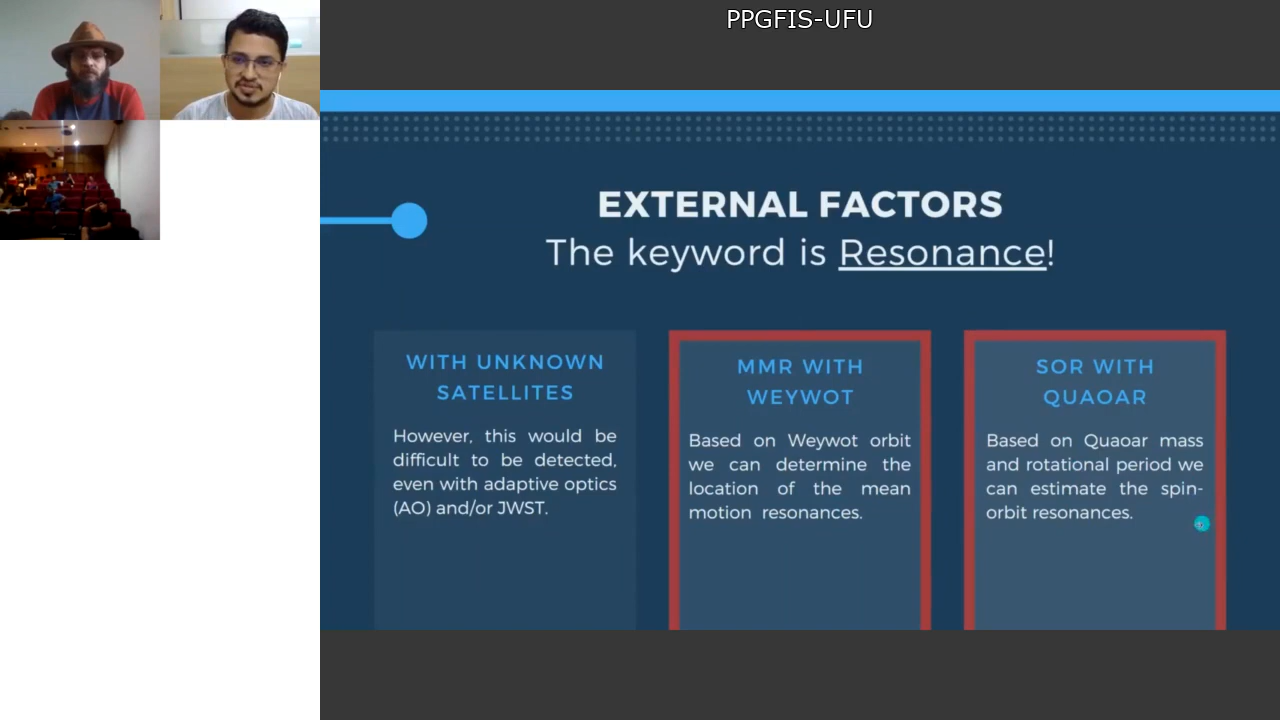 PPGFIS-UFU
EXTERNAL FACTORS
The keyword is Resonance!
WITH UNKNOWN
SATELLITES
However, this would be
difficult to be detected,
even with adaptive optics
(AO) and/or JWST.
MMR WITH
WEYWOT
Based on Weywot orbit
we can determine the
location of the mean
motion resonances.
SOR WITH
QUAOAR
Based on Quaoar mass
and rotational period we
can estimate the spin-
orbit resonances.